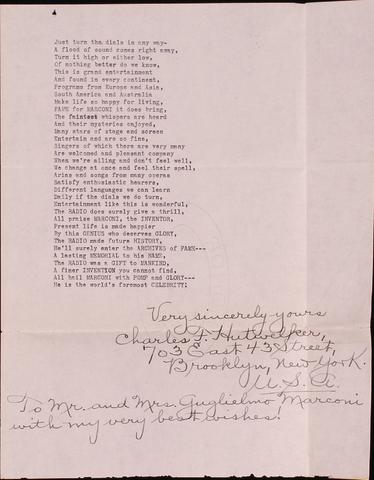 Just turn the dials in any way-
A flood of sound comes right away,
Turn it high or either low,
Of nothing better do we know,
This is grand entertainment
And found in every continent,
Programs from Europe and Asia,
South America and Australia
Make life so happy for living,
FAME for MARCONI it does bring,
The faintest whispers are heard
And their mysteries enjoyed,
Many stars of stage and screen
Entertain and are so fine,
Singers of which there are very many
Are welcomed and pleasant company
When we're ailing and don't feel well,
We change at once and feel their spell,
Arias and songs from many operas
Satisfy enthusiastic hearers,
Different languages we can learn
Daily if the dials we do turn,
Entertainment like this is wonderful,
The RADIO does surely give a thrill,
All praise MARCONI, the INVENTOR,
Present life is made happier
By this GENIUS who deserves GLORY,
The RADIO made future HISTORY,
He'll surely enter the ARCHIVES of FAME---
A lasting MEMORIAL to his NAME,
The RADIO was a GIFT to MANKIND,
A finer INVENTION you cannot find,
All hail MARCONI with POMP and GLORY---
He is the world's foremost CELEBRITY!
Very sincerely yours
Charles F. Hutwelker,
703 East 43 Street,
Brooklyn, New York.
U. S. A.
To Mr. and Mrs. Guglielmo Marconi
with my very best wishes!